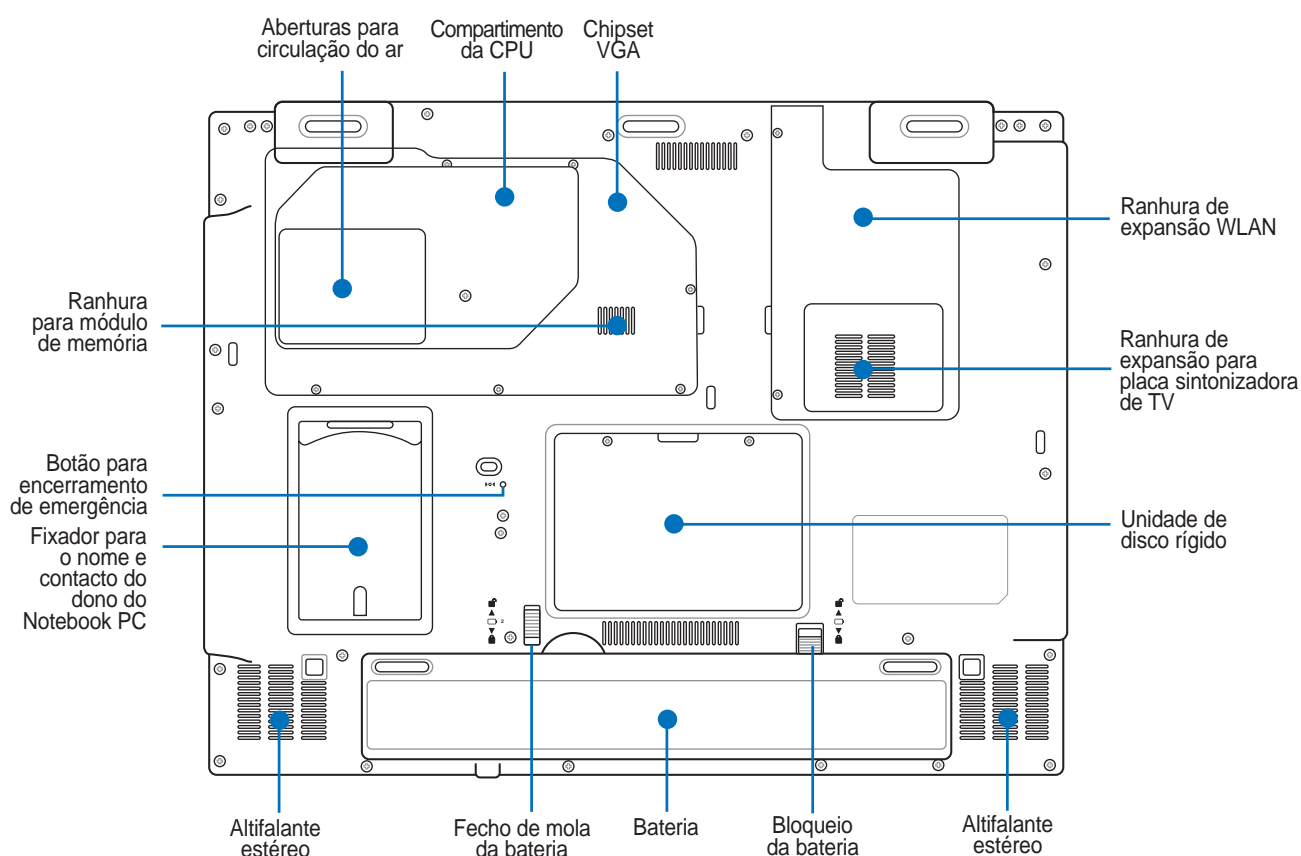 Aberturas para
circulação do ar
Compartimento
da CPU
Chipset
VGA
Ranhura de
expansão WLAN
Ranhura
para módulo
de memória
Ranhura de
expansão para
placa sintonizadora
de TV
Botão para
encerramento
de emergência
Fixador para
o nome e
contacto do
dono do
Notebook PC
Unidade de
disco rígido
2
Altifalante
estéreo
Fecho de mola
da bateria
Bateria
Bloqueio
da bateria
Altifalante
estéreo